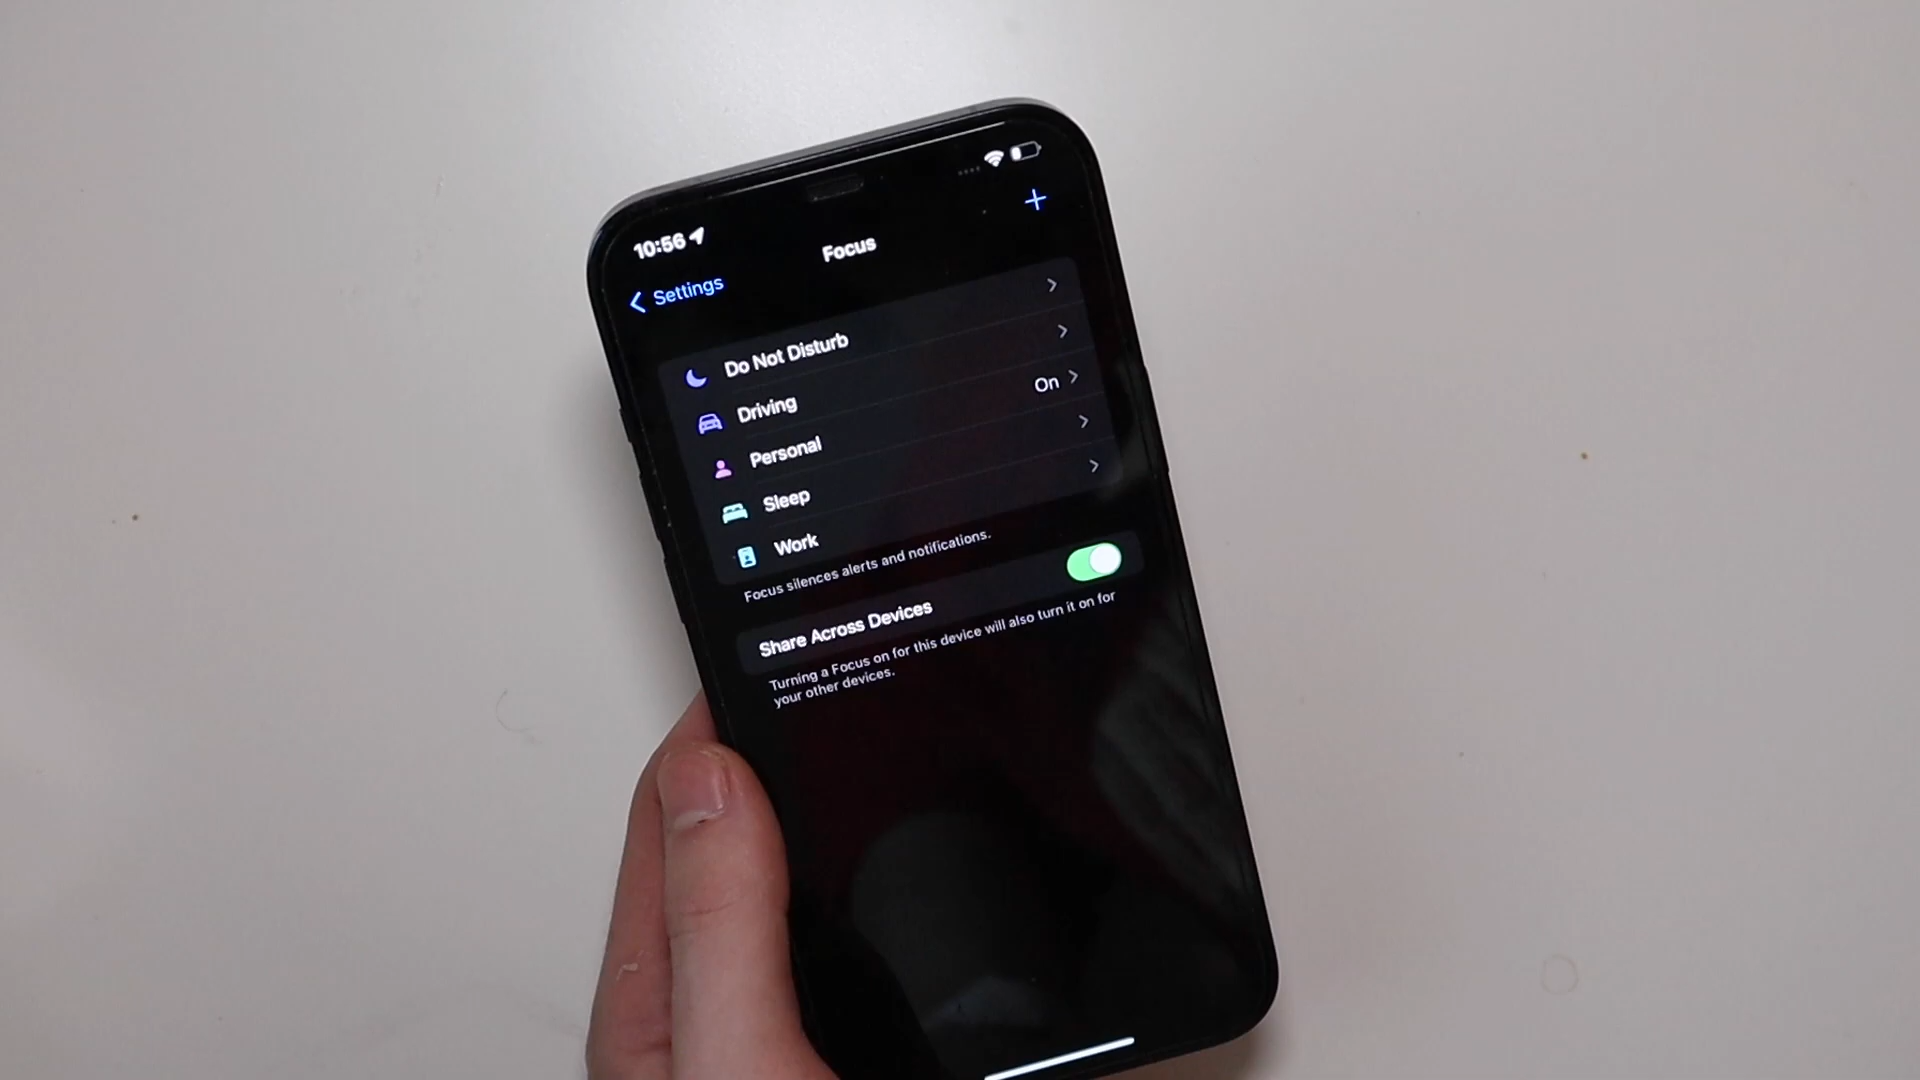 10:56
Focus
Settings
Do Not Disturb
Driving
Personal
On
Sleep
Work
Focus silences alerts and notifications.
Share Across Devices
Turning a Focus on for this device will also turn it on for
your other devices.